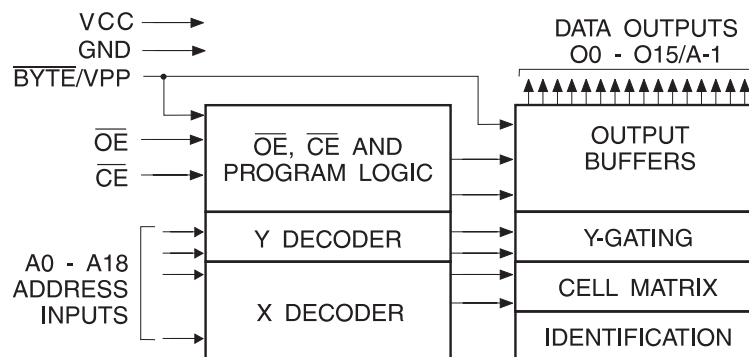 VCC
GND
BYTE/VPP
OE
CE
A0 - A18
ADDRESS
INPUTS
OE, CE AND
PROGRAM LOGIC
Y DECODER
X DECODER
DATA OUTPUTS
O0 - O15/A-1
OUTPUT
BUFFERS
Y-GATING
CELL MATRIX
IDENTIFICATION